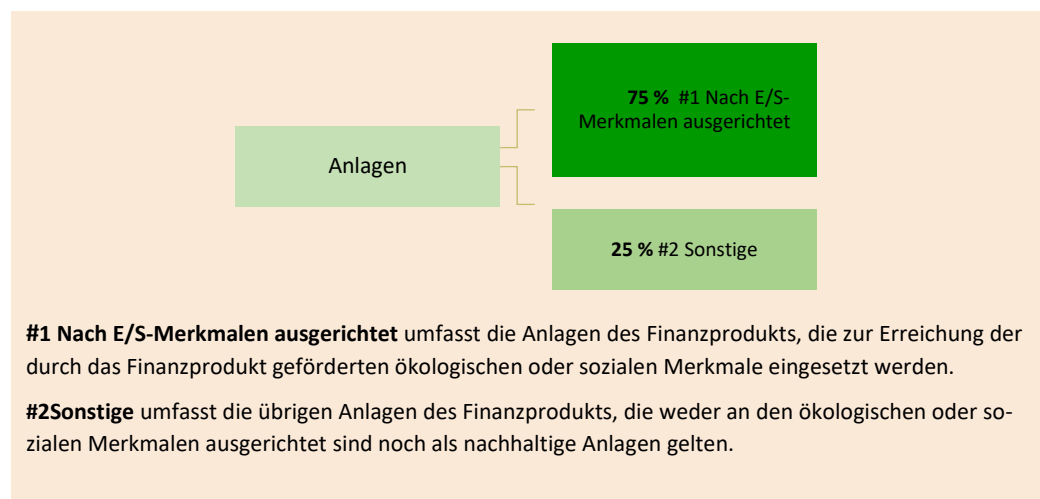 75 % #1 Nach E/S-
Merkmalen ausgerichtet
Anlagen
25 % #2 Sonstige
#1 Nach E/S-Merkmalen ausgerichtet umfasst die Anlagen des Finanzprodukts, die zur Erreichung der
durch das Finanzprodukt geförderten ökologischen oder sozialen Merkmale eingesetzt werden.
#2Sonstige umfasst die übrigen Anlagen des Finanzprodukts, die weder an den ökologischen oder so-
zialen Merkmalen ausgerichtet sind noch als nachhaltige Anlagen gelten.